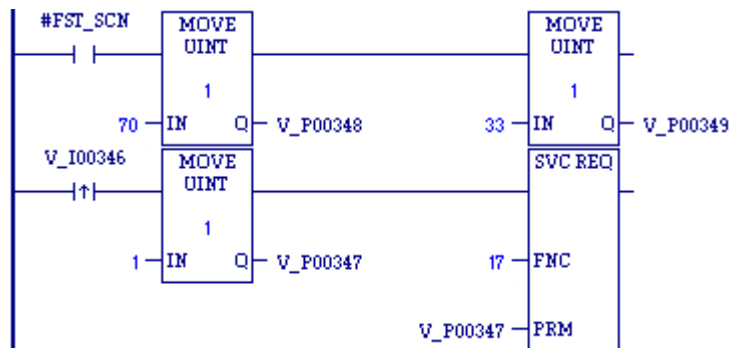 #FST_SCN MOVE MOVE
UINT UINT
1 1
70 IN Q V_P00348 33 IN Q V_P00349
V_I00346 MOVE SVC REQ
UINT
1
1 IN Q V_P00347 17 FNC
V_P00347 PRM